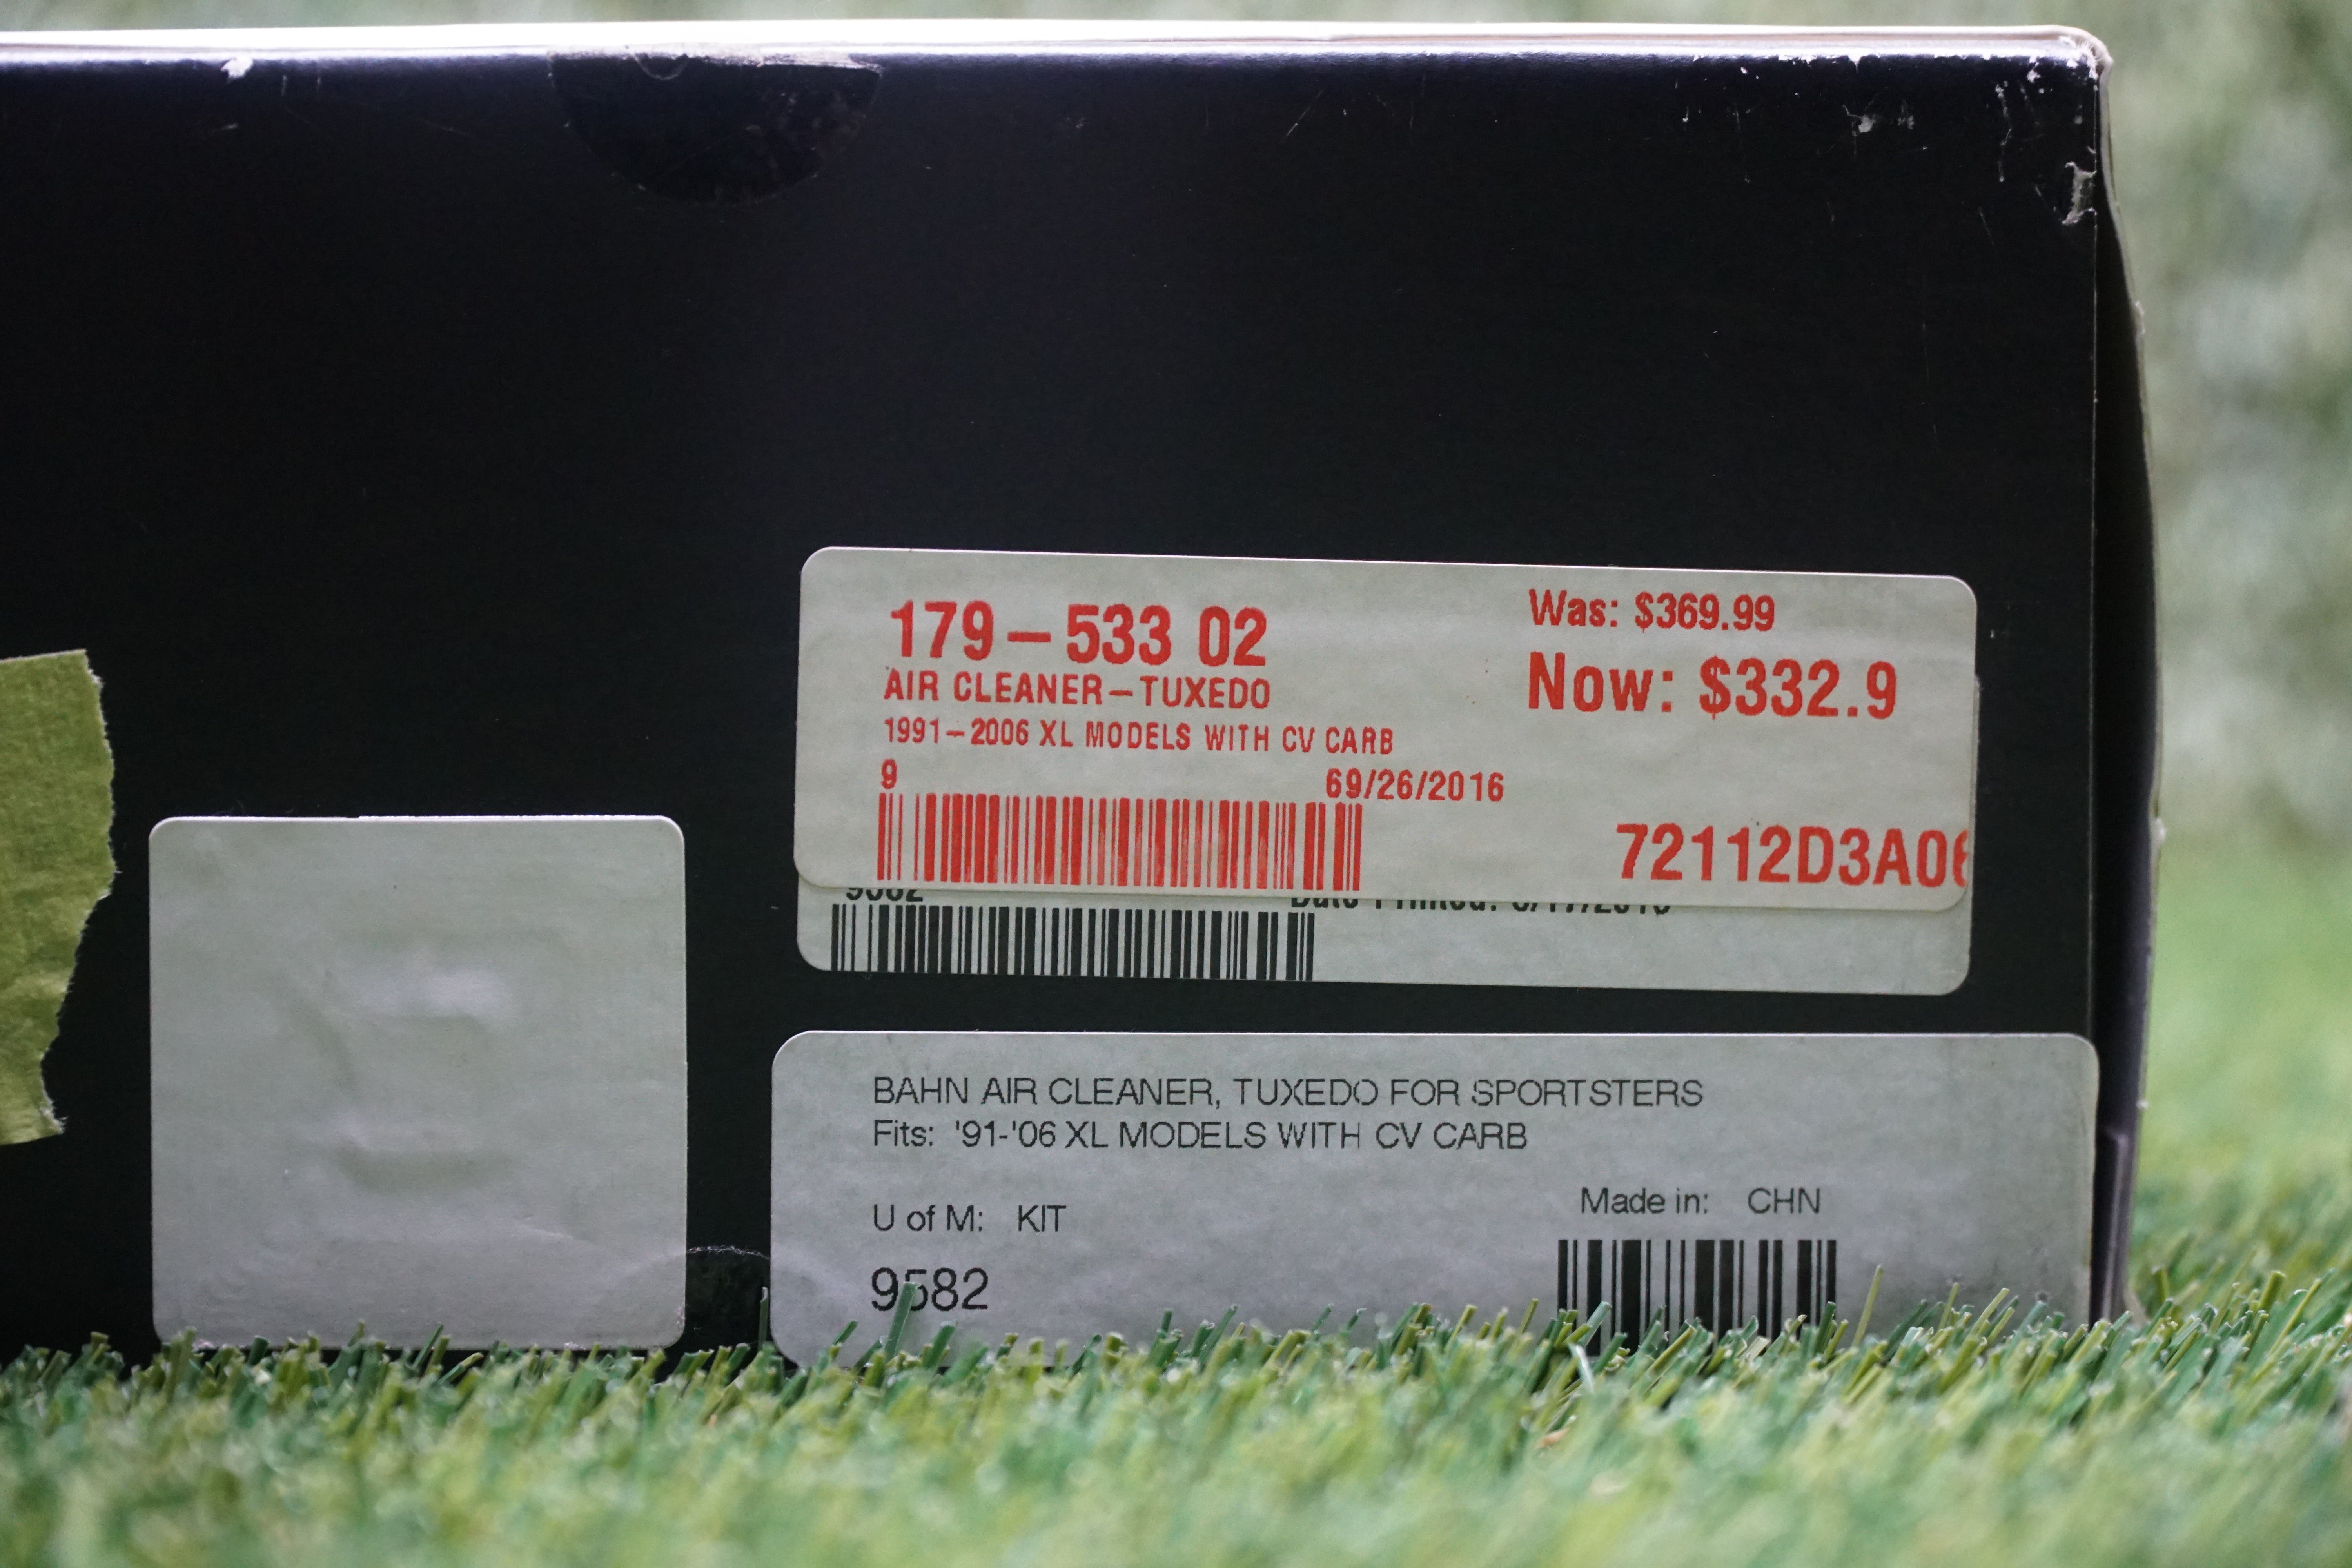 179-533 02
Was: $369.99
AIR CLEANER-TUXEDO
Now: $332.9
1991-2006 XL MODELS WITH CV CARB
9
69/26/2016
72112D3A0
9582
BAHN AIR CLEANER, TUXEDO FOR SPORTSTERS
Fits: '91-'06 XL MODELS WITH CV CARB
Made in: CHN
U of M: KIT
9582